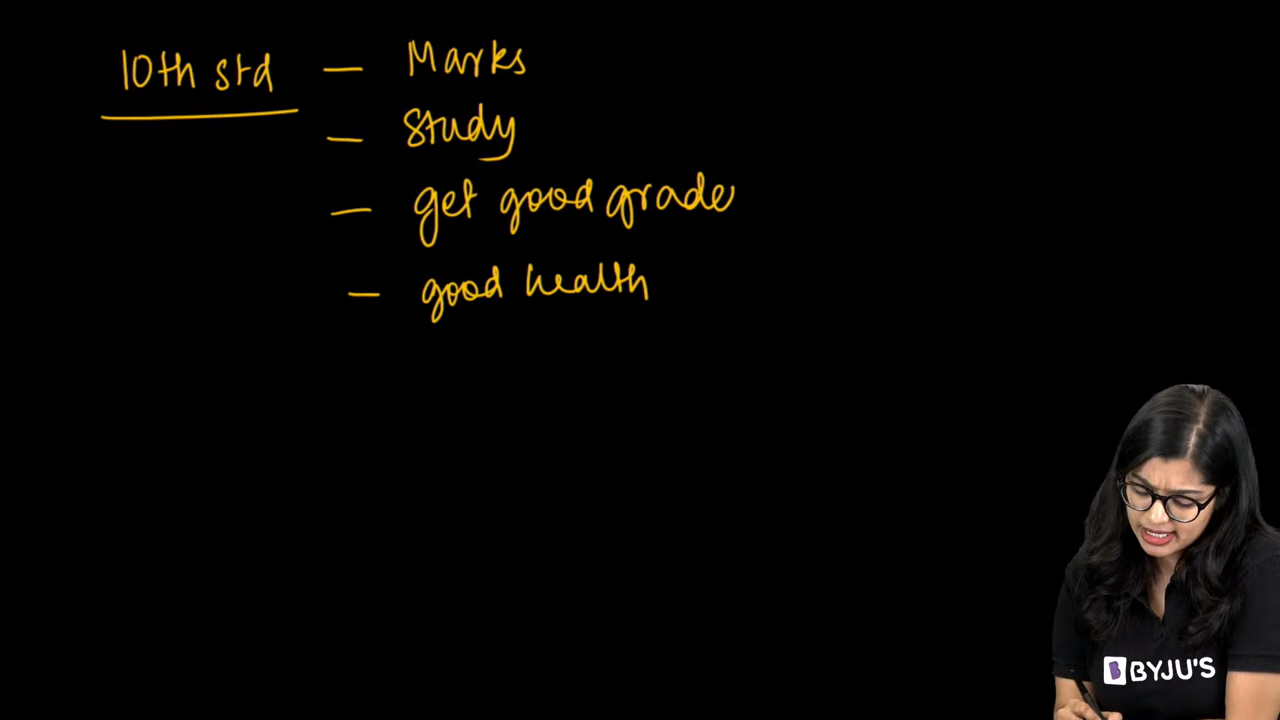 10th std — Marks
— Study
— get good grade
— good health
BYJU'S